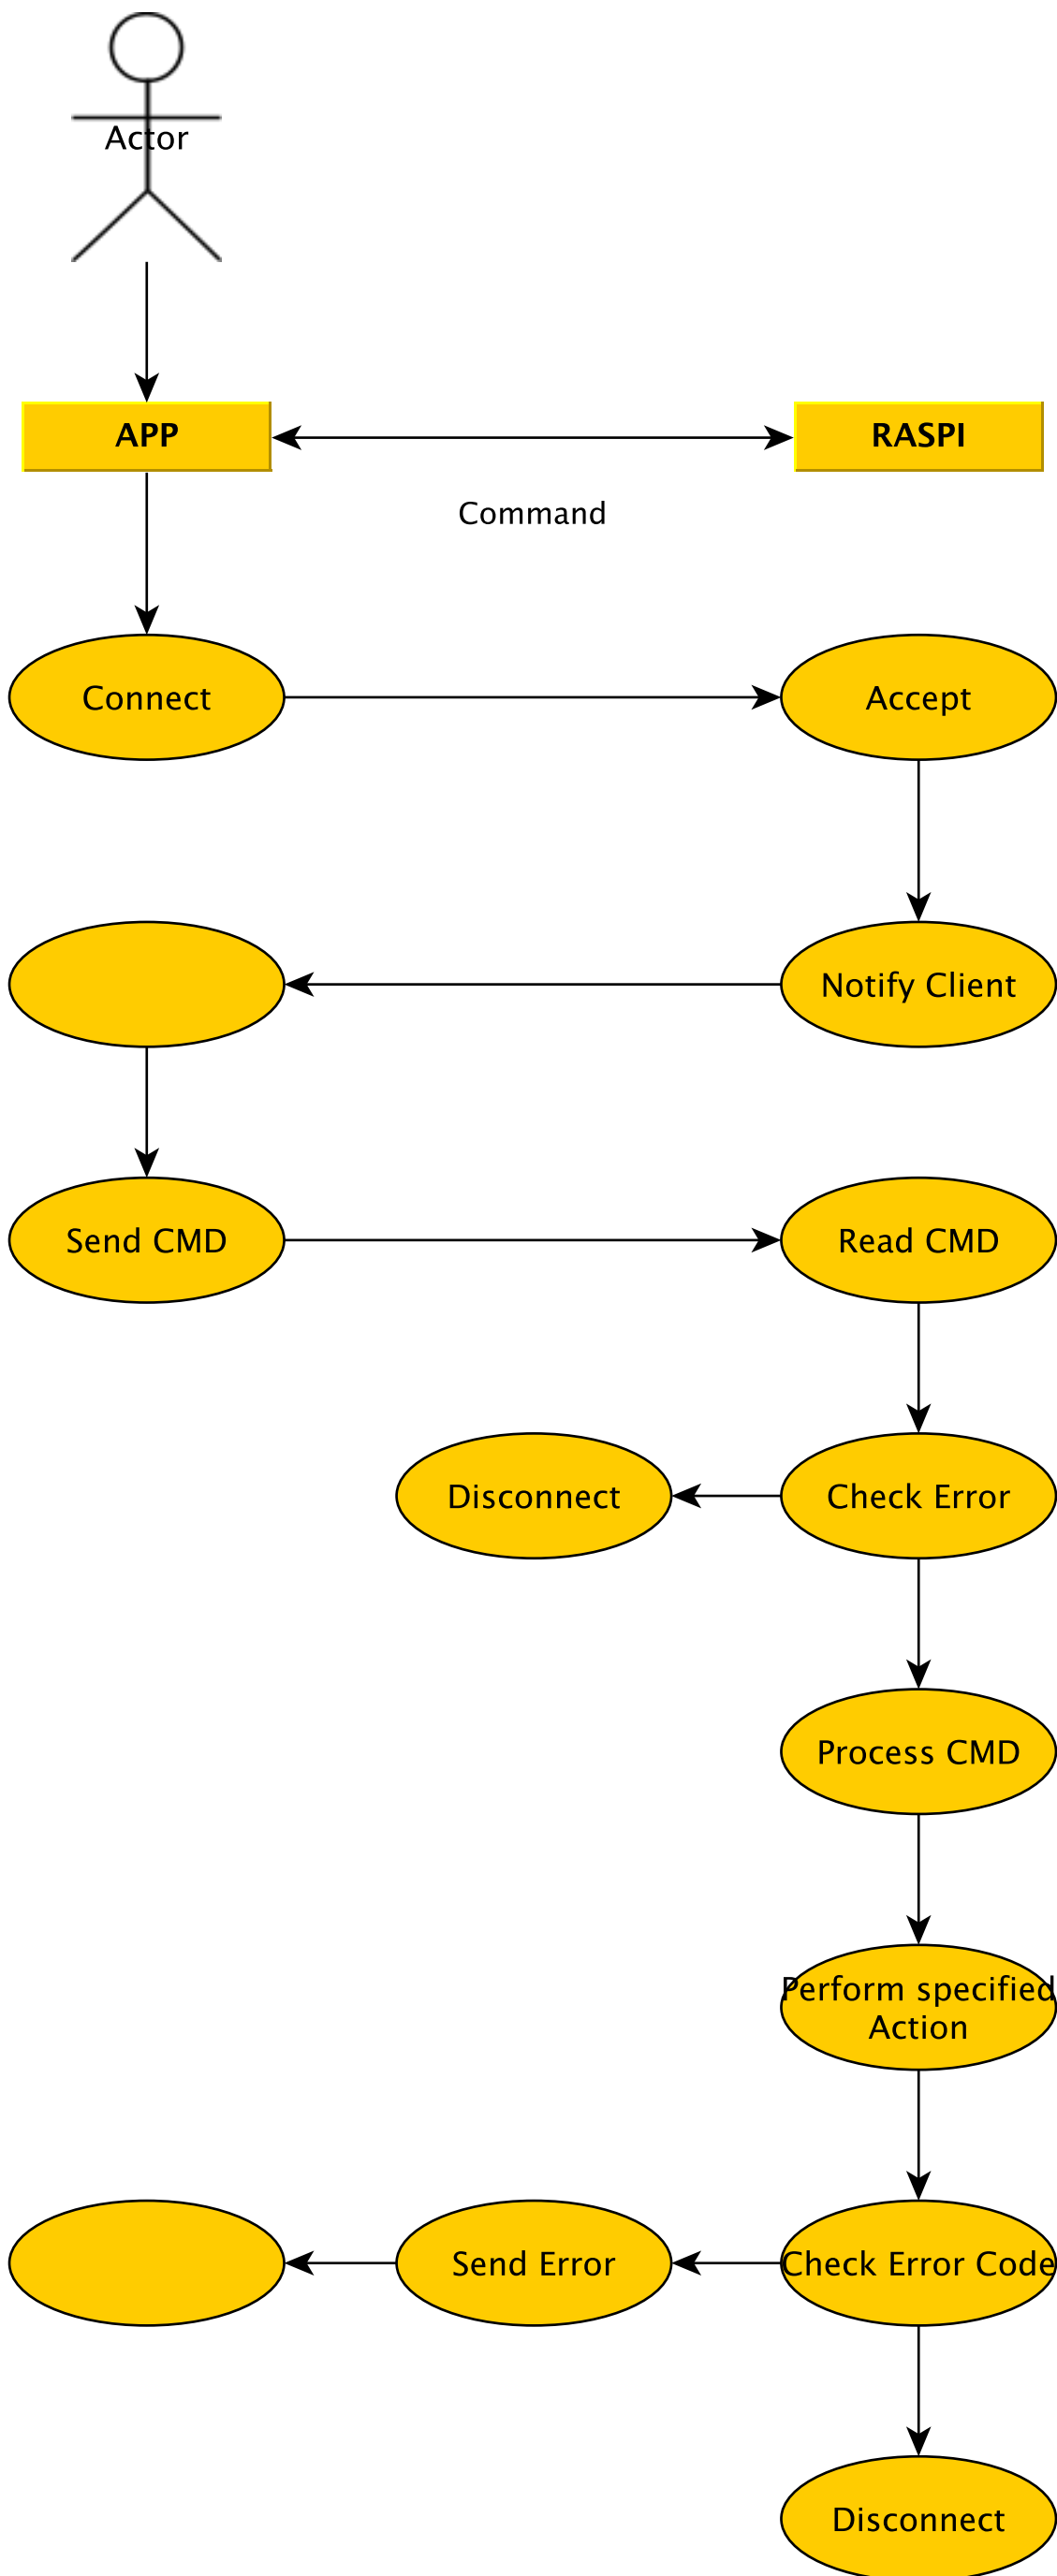 Actor
APP
RASPI
Command
Connect
Accept
Notify Client
Send CMD
Read CMD
Disconnect
Check Error
Process CMD
Perform specified
Action
Send Error
Check Error Code
Disconnect